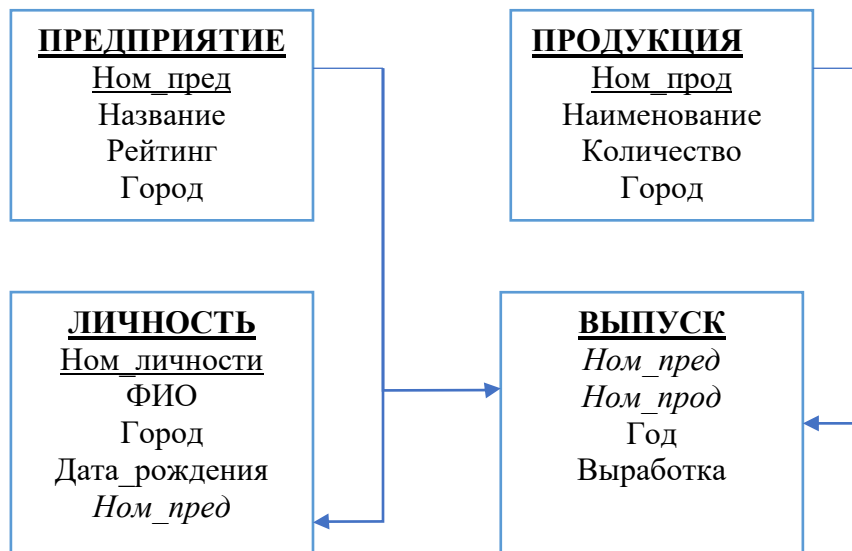 ПРЕДПРИЯТИЕ
Ном_пред
Название
Рейтинг
Город
ПРОДУКЦИЯ
Ном_прод
Наименование
Количество
Город
ЛИЧНОСТЬ
Ном_личности
ФИО
Город
Дата_рождения
Ном_пред
ВЫПУСК
Ном_пред
Ном_прод
Год
Выработка